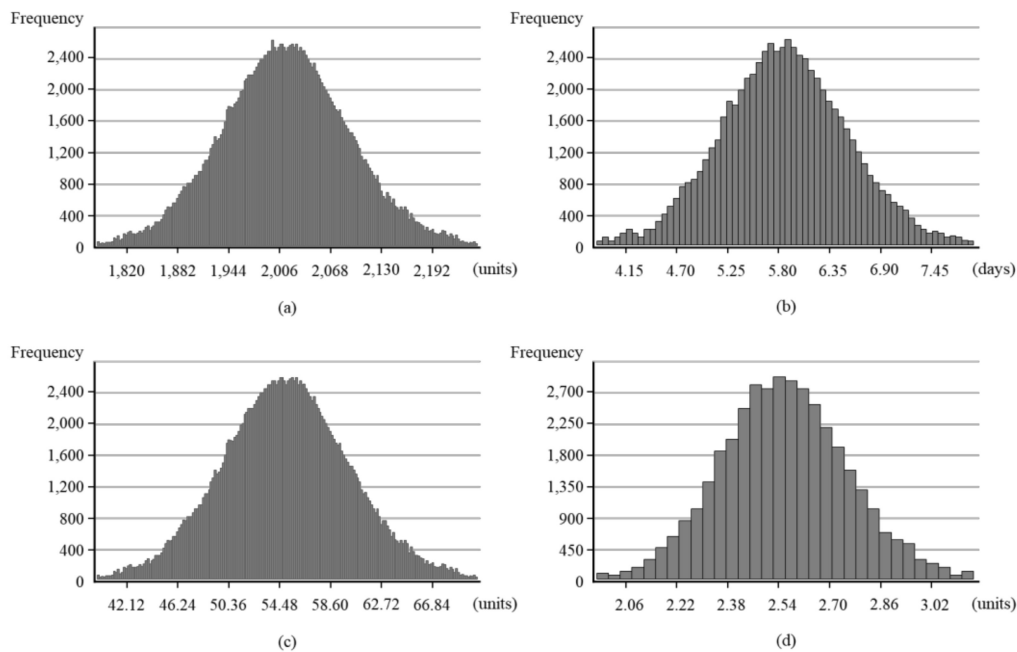 Frequency
2,400
2,000
1,600
1,200
800
400
0
1,820 1,882 1,944 2,006 2,068 2,130 2,192 (units)
(a)
Frequency
2,400
2,000
1,600
1,200
800
400
0
4.15 4.70 5.25 5.80 6.35 6.90 7.45 (days)
(b)
Frequency
2,400
2,000
1,600
1,200
800
400
0
42.12 46.24 50.36 54.48 58.60 62.72 66.84 (units)
(c)
Frequency
2,700
2,250
1,800
1,350
900
450
0
2.06 2.22 2.38 2.54 2.70 2.86 3.02 (units)
(d)